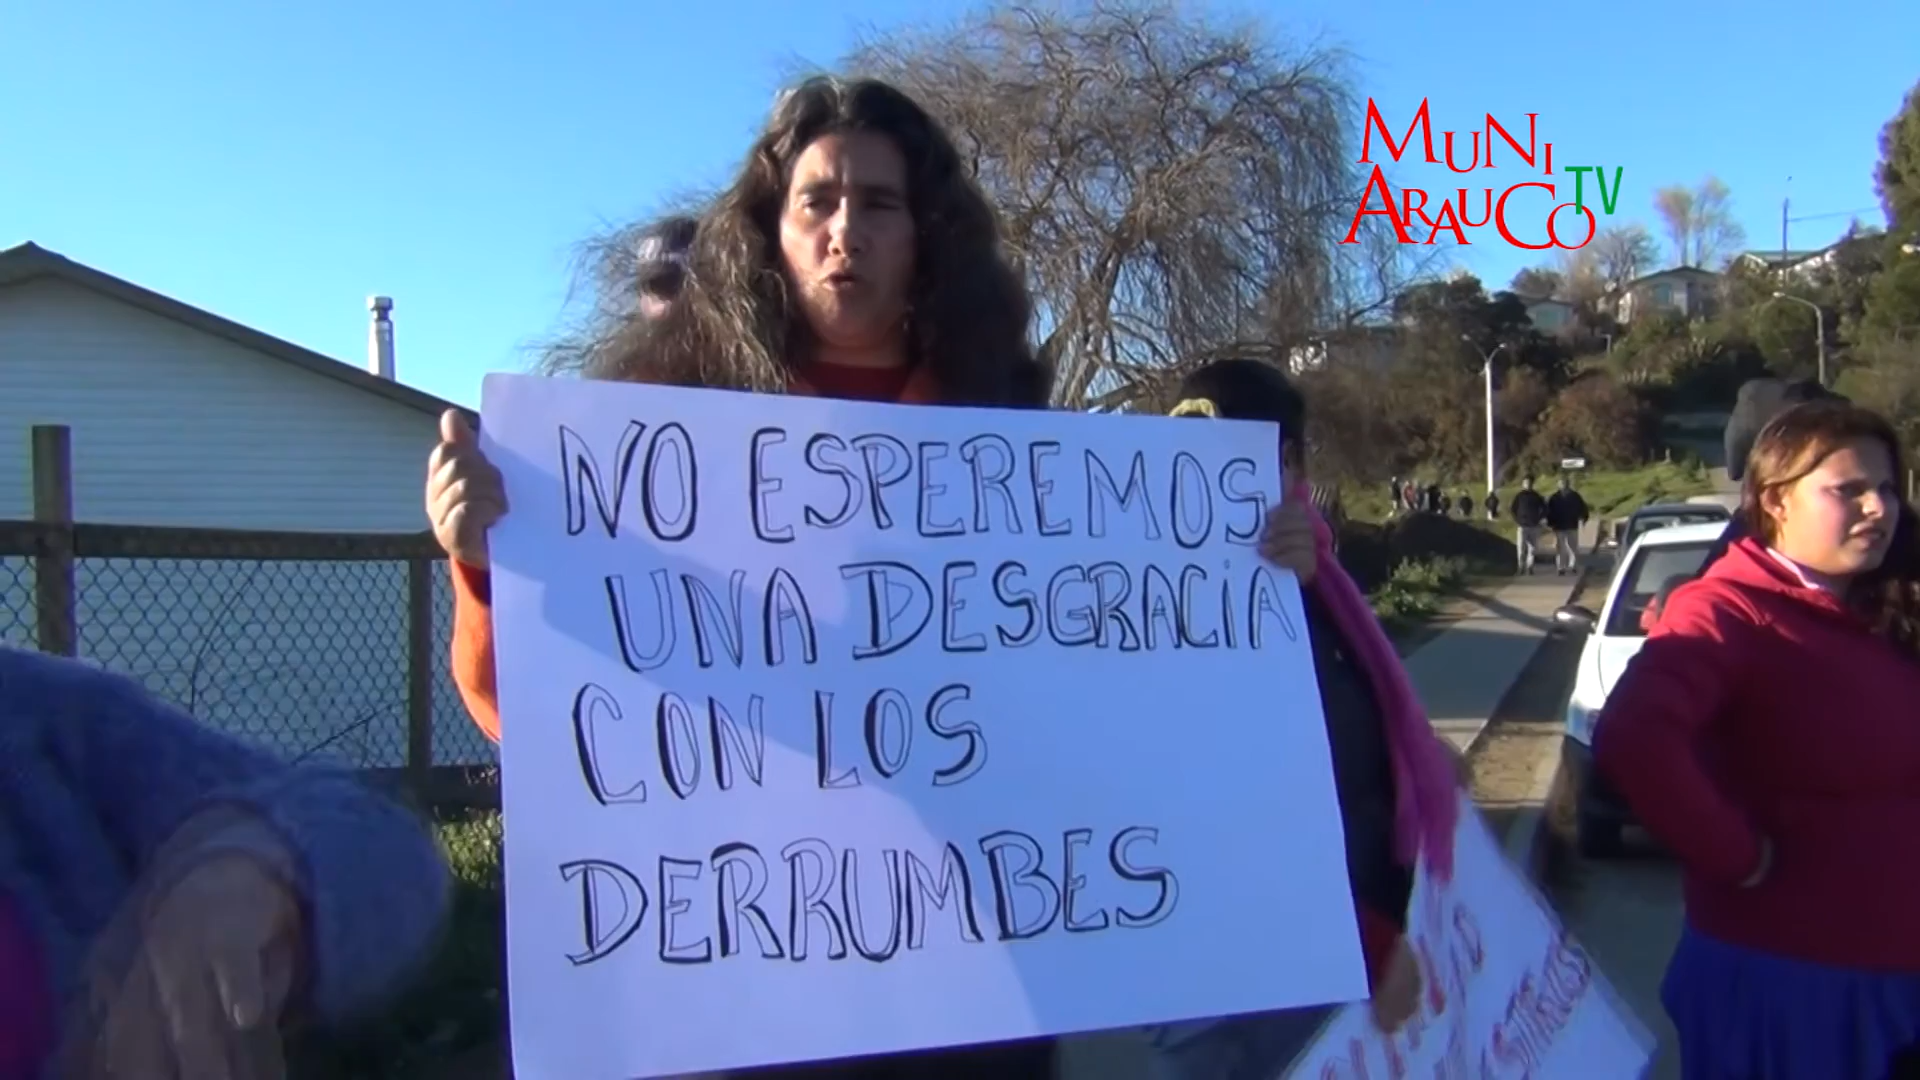 MUNI
ARAUCO TV
NO ESPEREMOS
UNA DESGRACiA
CON LOS
DERRUMBES